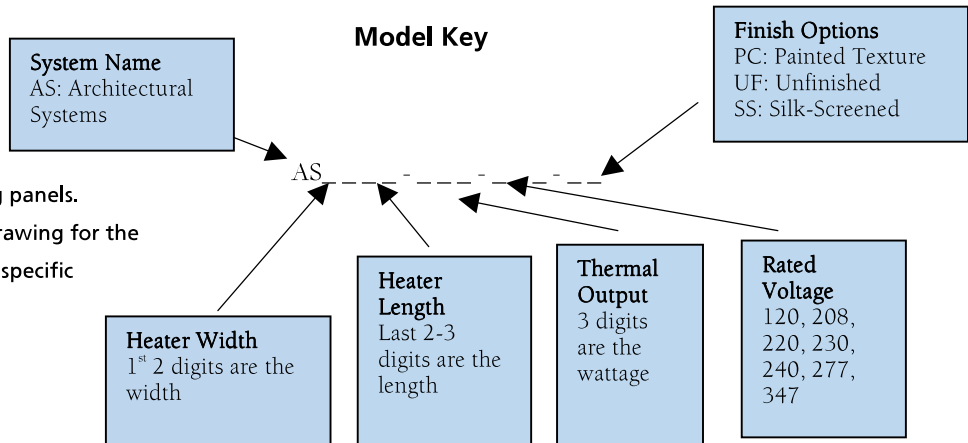 Model Key
System Name
AS: Architectural
Systems
Finish Options
PC: Painted Texture
UF: Unfinished
SS: Silk-Screened
AS_ _ _ _-_ _ _-_ _ _-_ _
g panels.
rawing for the
specific
Heater Width
1st 2 digits are the
width
Heater
Length
Last 2-3
digits are the
length
Thermal
Output
3 digits
are the
wattage
Rated
Voltage
120, 208,
220, 230,
240, 277,
347